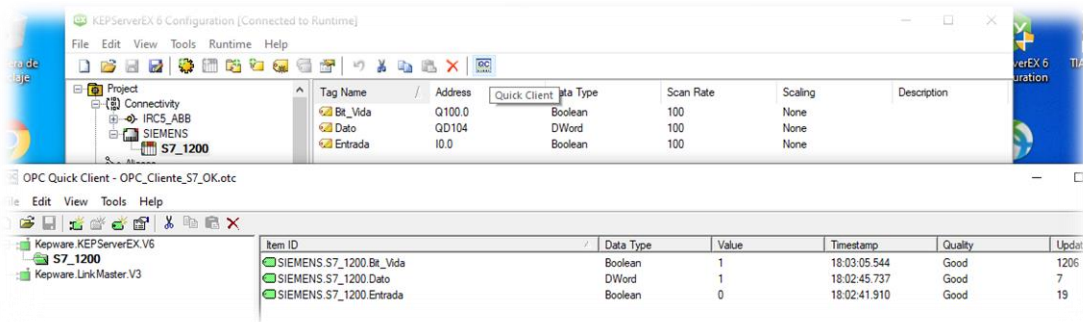 KEPServerEX 6 Configuration [Connected to Runtime]
File Edit View Tools Runtime Help
Project
Connectivity
IRC5_ABB
SIEMENS
S7_1200
Tag Name Address Data Type Scan Rate Scaling Description
Quick Client
Bit_Vida Q100.0 Boolean 100 None
Dato QD104 DWord 100 None
Entrada I0.0 Boolean 100 None
OPC Quick Client - OPC_Cliente_S7_OK.otc
Edit View Tools Help
Kepware.KEPServerEX.V6
S7_1200
Kepware.LinkMaster.V3
Item ID Data Type Value Timestamp Quality Updat
SIEMENS.S7_1200.Bit_Vida Boolean 1 18:03:05.544 Good 1206
SIEMENS.S7_1200.Dato DWord 1 18:02:45.737 Good 7
SIEMENS.S7_1200.Entrada Boolean 0 18:02:41.910 Good 19